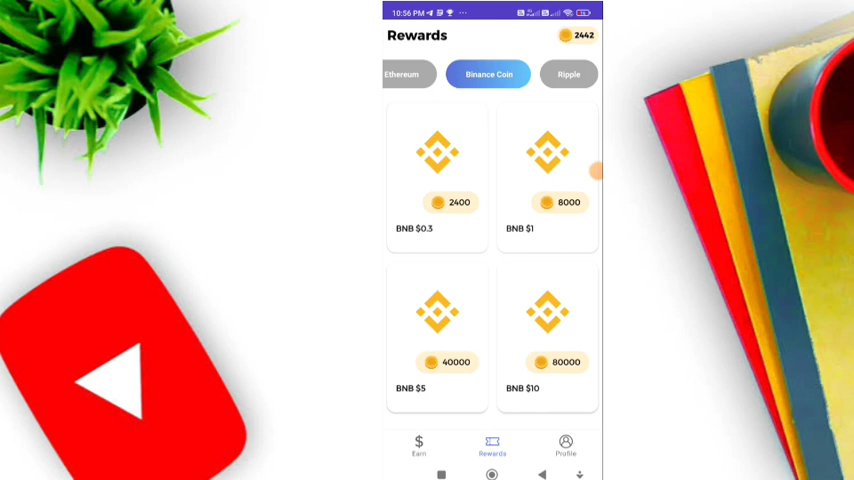 10:56 PM
Rewards
2442
Ethereum
Binance Coin
Ripple
2400
8000
BNB $0.3
BNB $1
40000
80000
BNB $5
BNB $10
Earn
Rewards
Profile